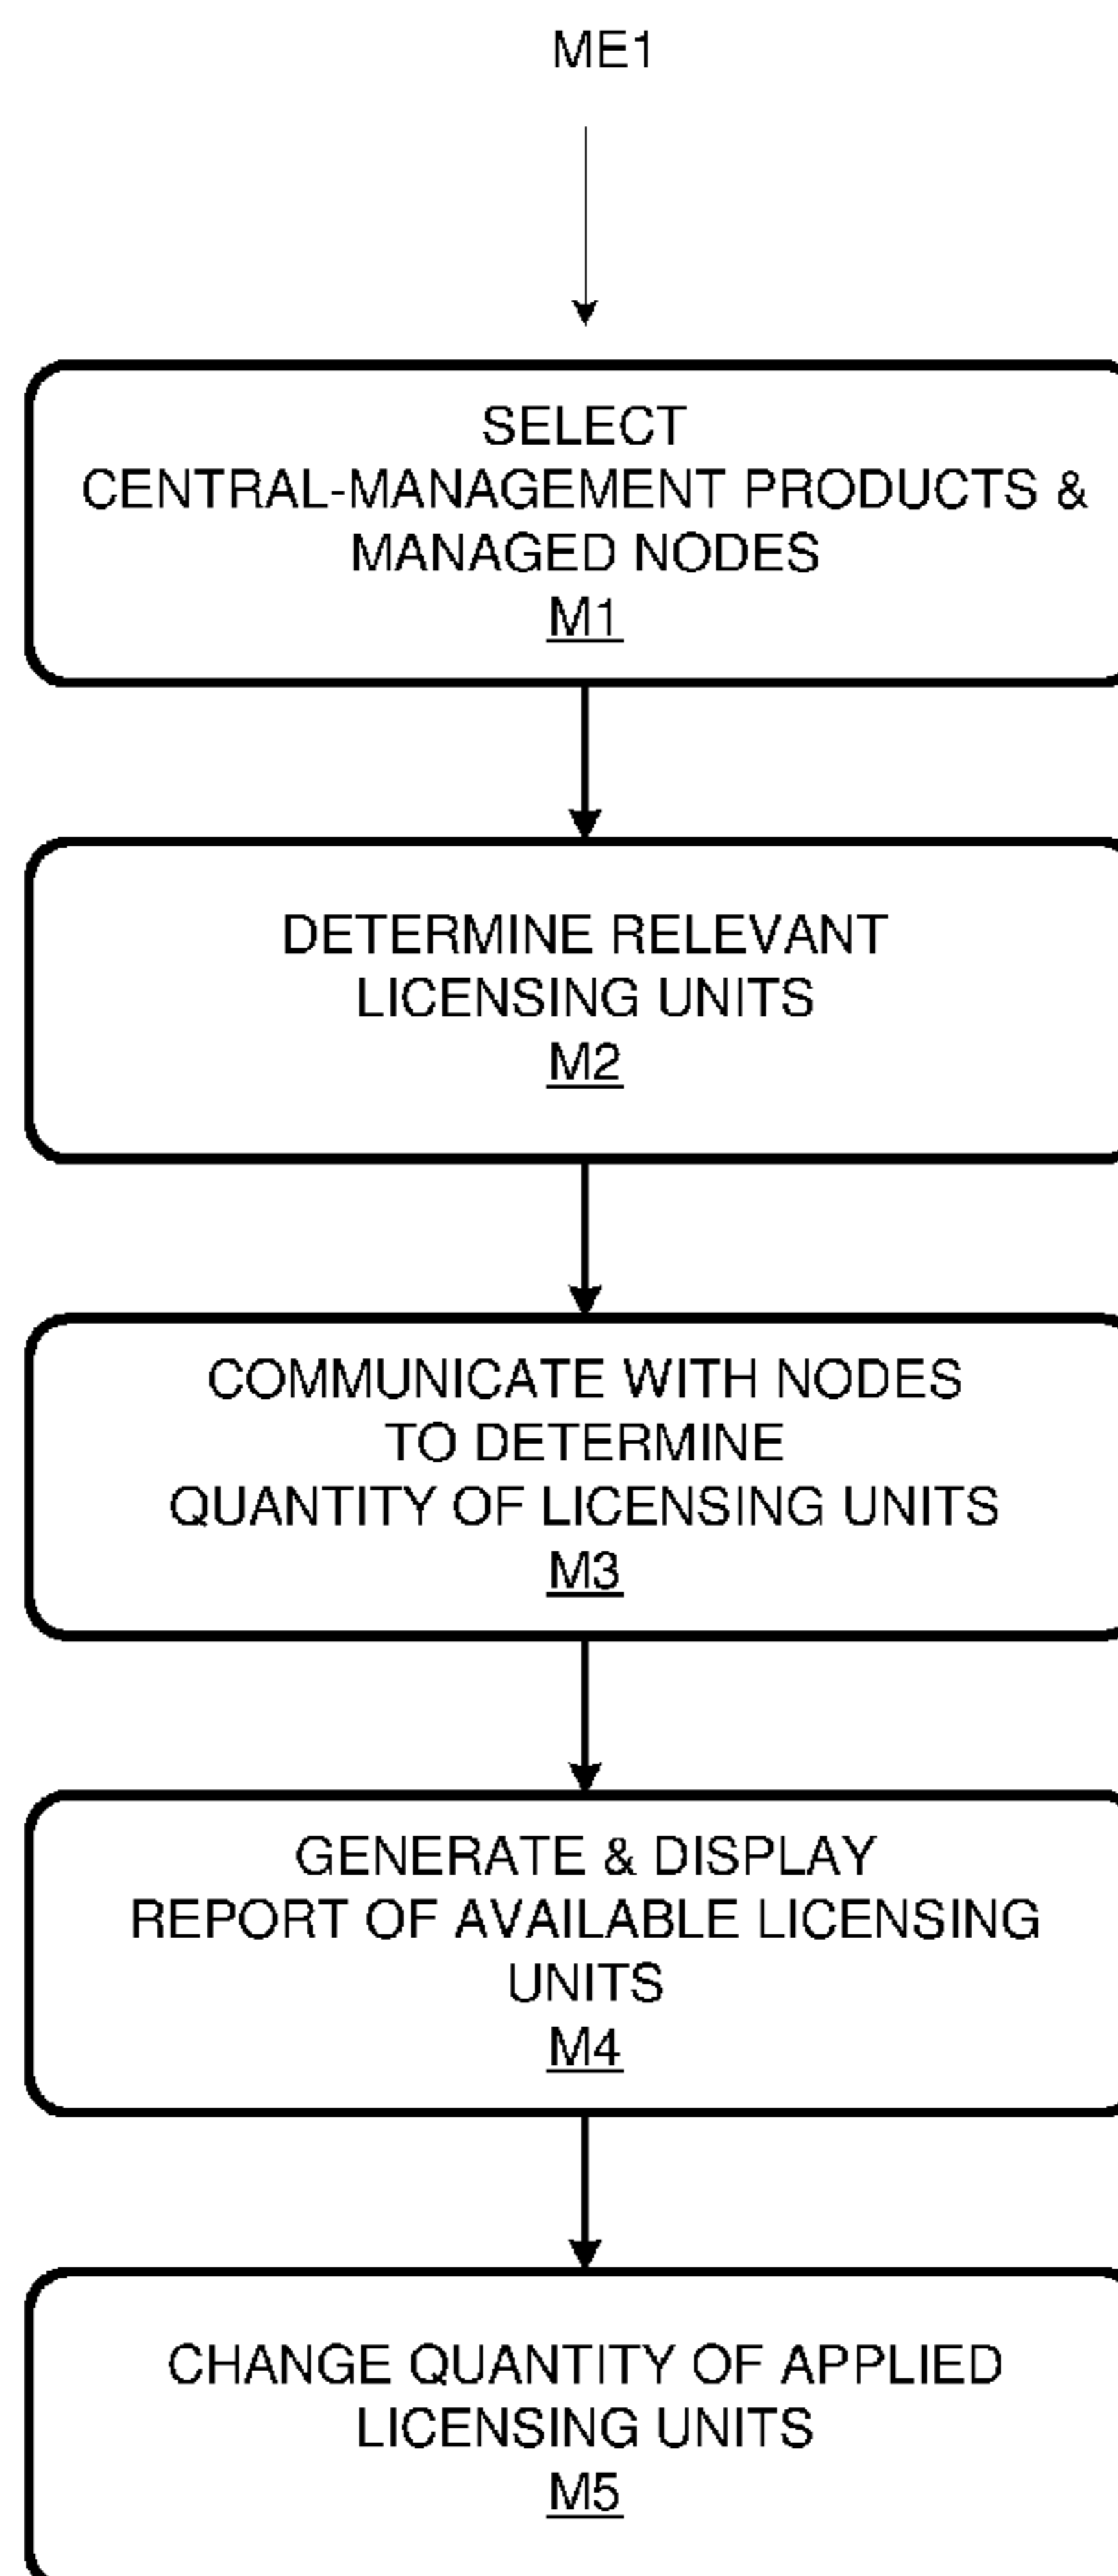 ME1
SELECT
CENTRAL-MANAGEMENT PRODUCTS &
MANAGED NODES
M1
DETERMINE RELEVANT
LICENSING UNITS
M2
COMMUNICATE WITH NODES
TO DETERMINE
QUANTITY OF LICENSING UNITS
M3
GENERATE & DISPLAY
REPORT OF AVAILABLE LICENSING
UNITS
M4
CHANGE QUANTITY OF APPLIED
LICENSING UNITS
M5